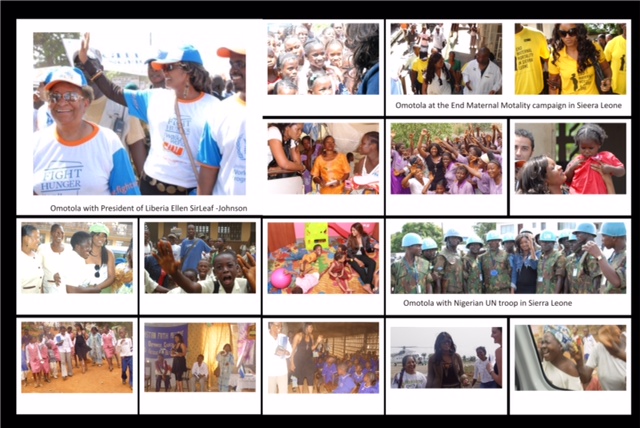 FIGHT
HUNGER
Omotola with President of Liberia Ellen SirLeaf -Johnson
Omotola at the End Maternal Motality campaign in Sieera Leone
Omotola with Nigerian UN troop in Sierra Leone